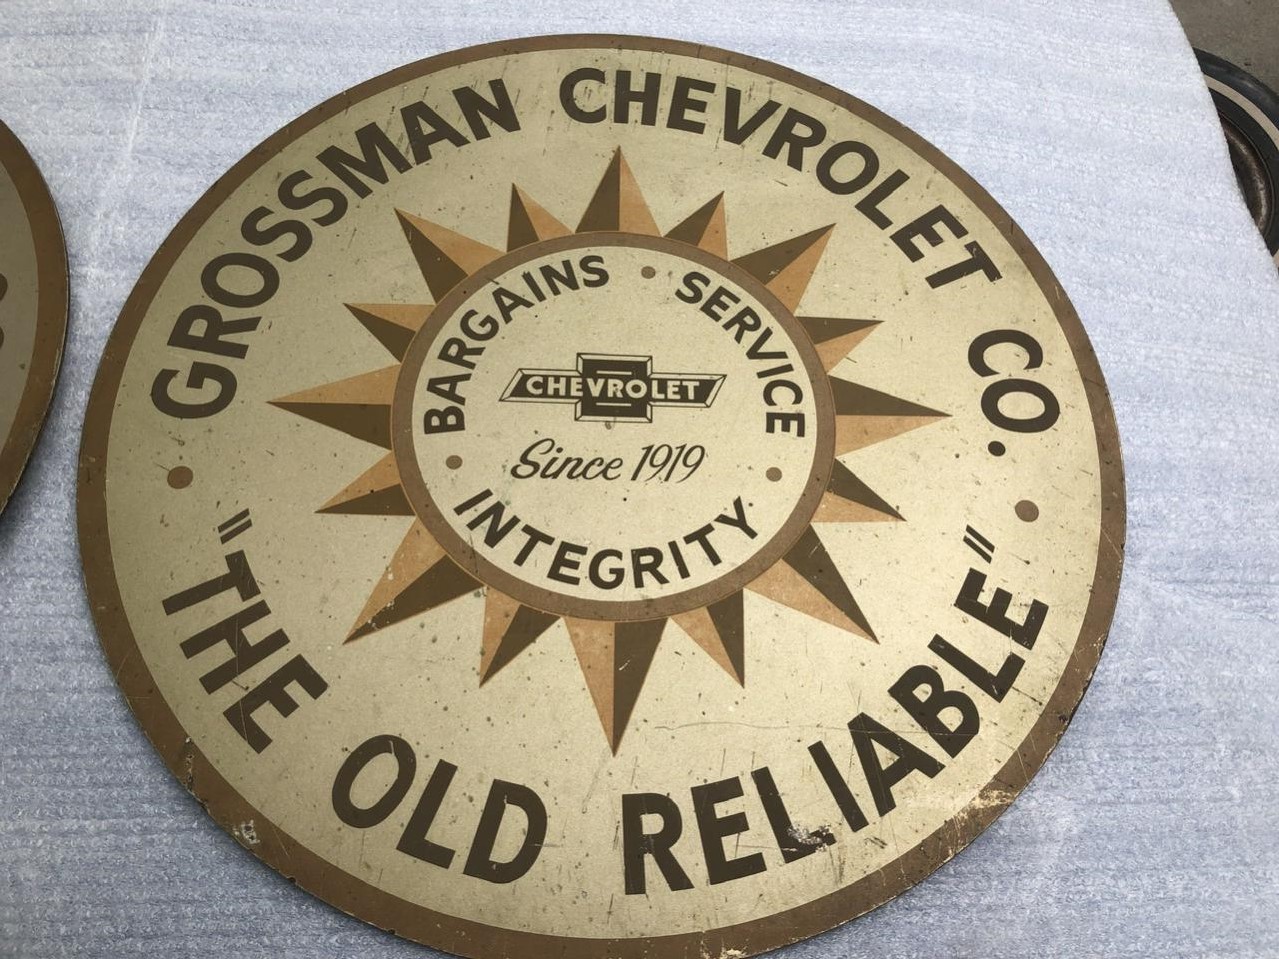 GROSSMAN CHEVROLET CO.
"THE OLD RELIABLE"
BARGAINS • SERVICE • INTEGRITY •
CHEVROLET
Since 1919